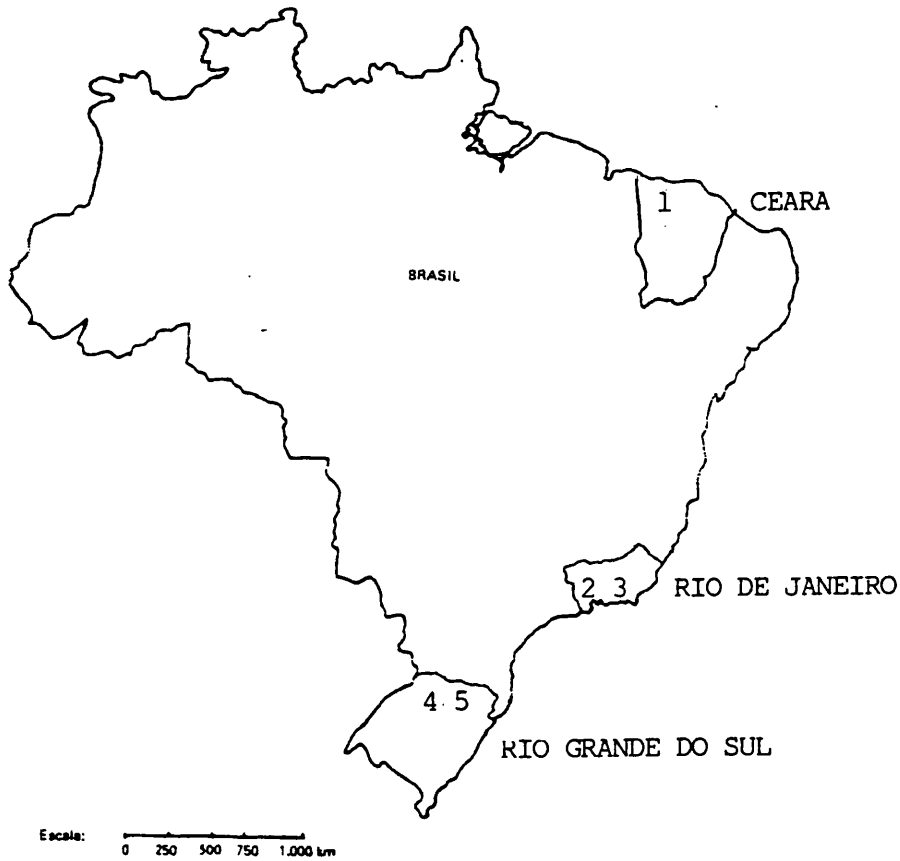 1 CEARA
BRASIL
2 3 RIO DE JANEIRO
4 5
RIO GRANDE DO SUL
Escala:
0 250 500 750 1.000 km